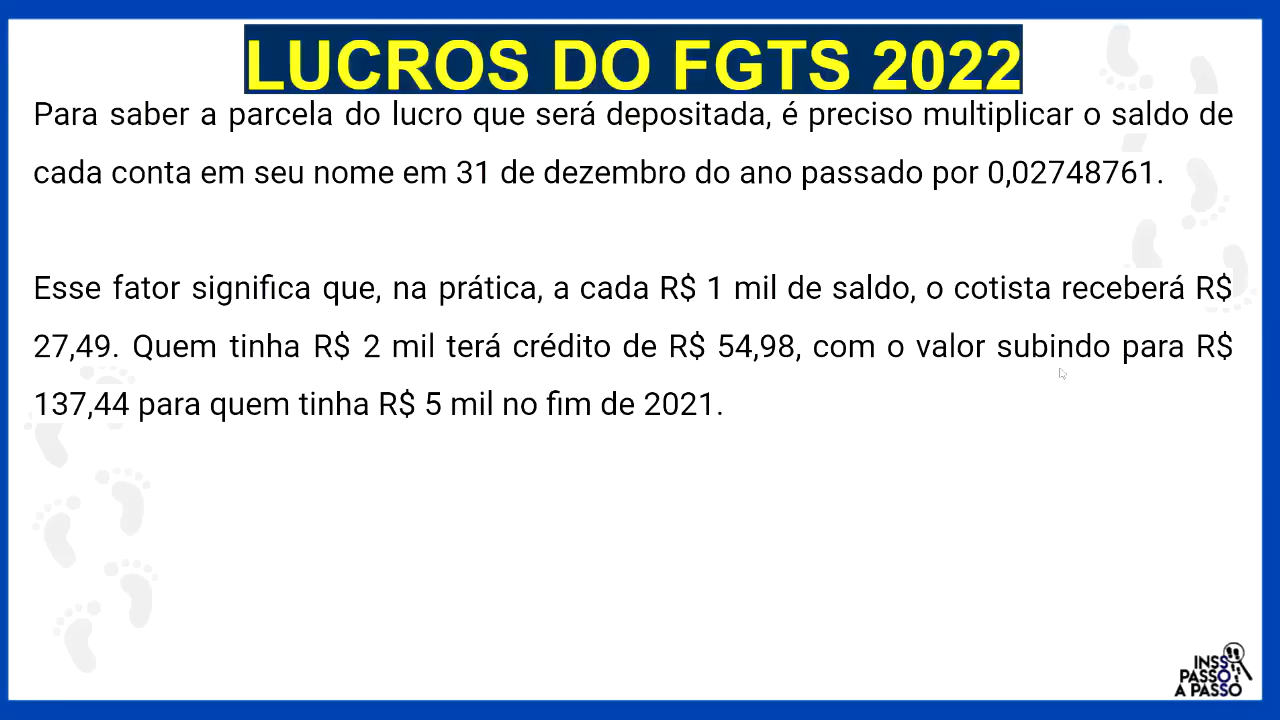 LUCROS DO FGTS 2022
Para saber a parcela do lucro que será depositada, é preciso multiplicar o saldo de
cada conta em seu nome em 31 de dezembro do ano passado por 0,02748761.
Esse fator significa que, na prática, a cada R$ 1 mil de saldo, o cotista receberá R$
27,49. Quem tinha R$ 2 mil terá crédito de R$ 54,98, com o valor subindo para R$
137,44 para quem tinha R$ 5 mil no fim de 2021.
INSS
PASSO
A PASSO